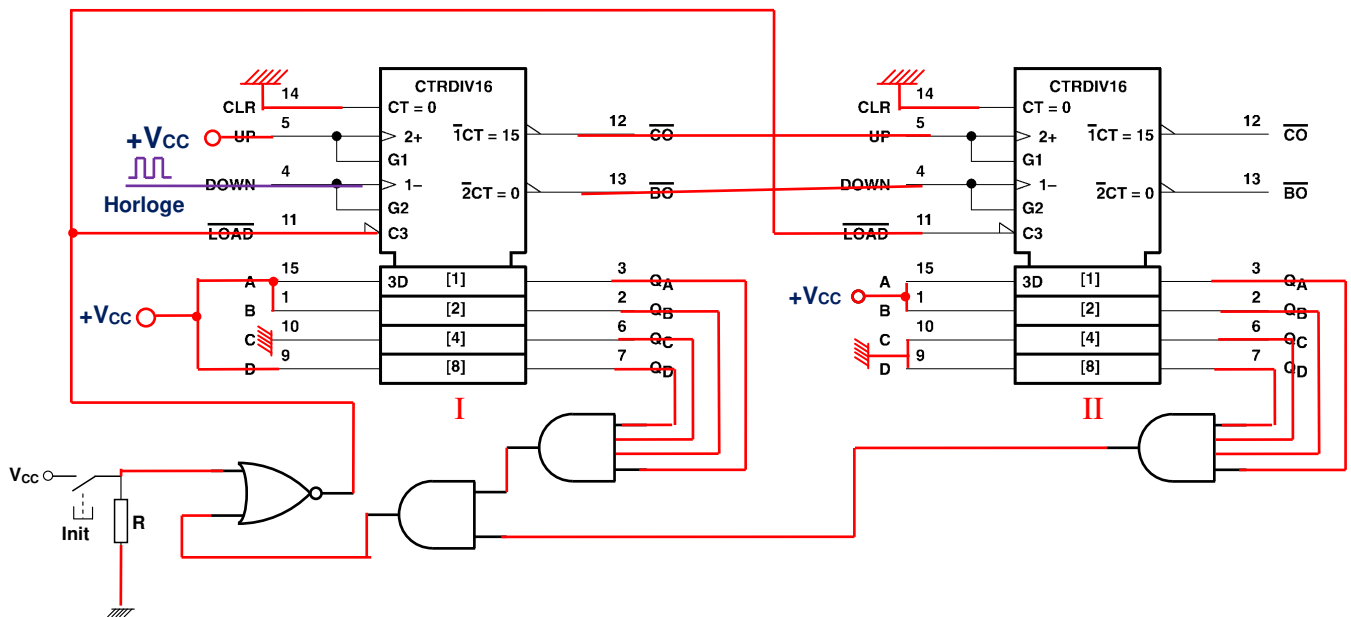 CTRDIV16
CLR 14 CT = 0
+VCC UP 5 2+ 1CT = 15 12 CO
G1
DOWN 4 1– 2CT = 0 13 BO
Horloge
G2
LOAD 11 C3
A 15 3D [1] 3 QA
B 1 [2] 2 QB
+VCC
C 10 [4] 6 QC
D 9 [8] 7 QD
I
CTRDIV16
CLR 14 CT = 0
UP 5 2+ 1CT = 15 12 CO
G1
DOWN 4 1– 2CT = 0 13 BO
G2
LOAD 11 C3
A 15 3D [1] 3 QA
+VCC
B 1 [2] 2 QB
C 10 [4] 6 QC
D 9 [8] 7 QD
II
VCC
Init
R